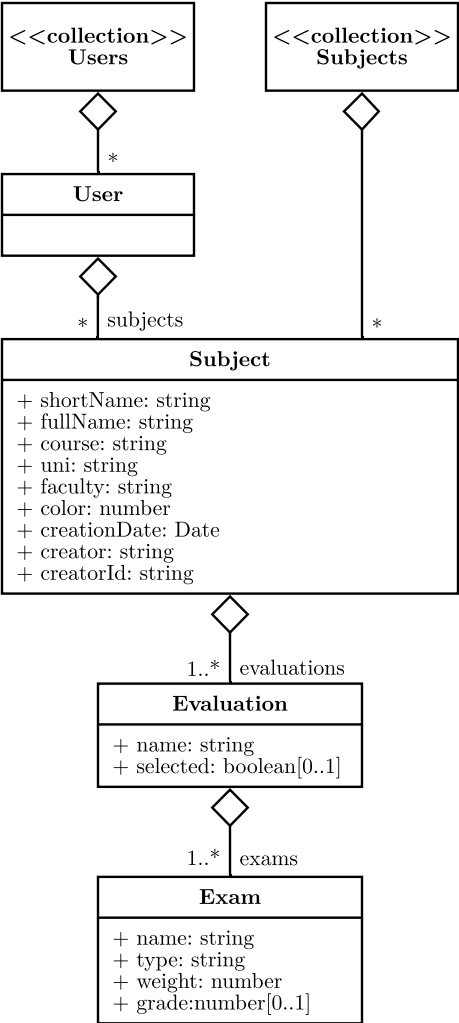 <<collection>>
Users
<<collection>>
Subjects
*
User
* subjects
*
Subject
+ shortName: string
+ fullName: string
+ course: string
+ uni: string
+ faculty: string
+ color: number
+ creationDate: Date
+ creator: string
+ creatorId: string
1..* evaluations
Evaluation
+ name: string
+ selected: boolean[0..1]
1..* exams
Exam
+ name: string
+ type: string
+ weight: number
+ grade:number[0..1]